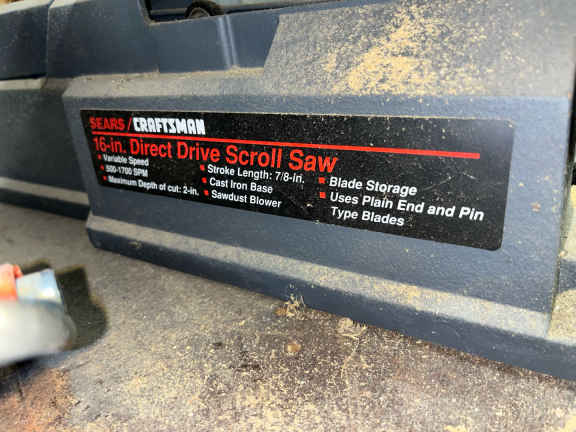 SEARS/CRAFTSMAN
16-in. Direct Drive Scroll Saw
Variable Speed
500-1700 SPM
Maximum Depth of cut: 2-in.
Stroke Length: 7/8-in.
Cast Iron Base
Sawdust Blower
Blade Storage
Uses Plain End and Pin
Type Blades